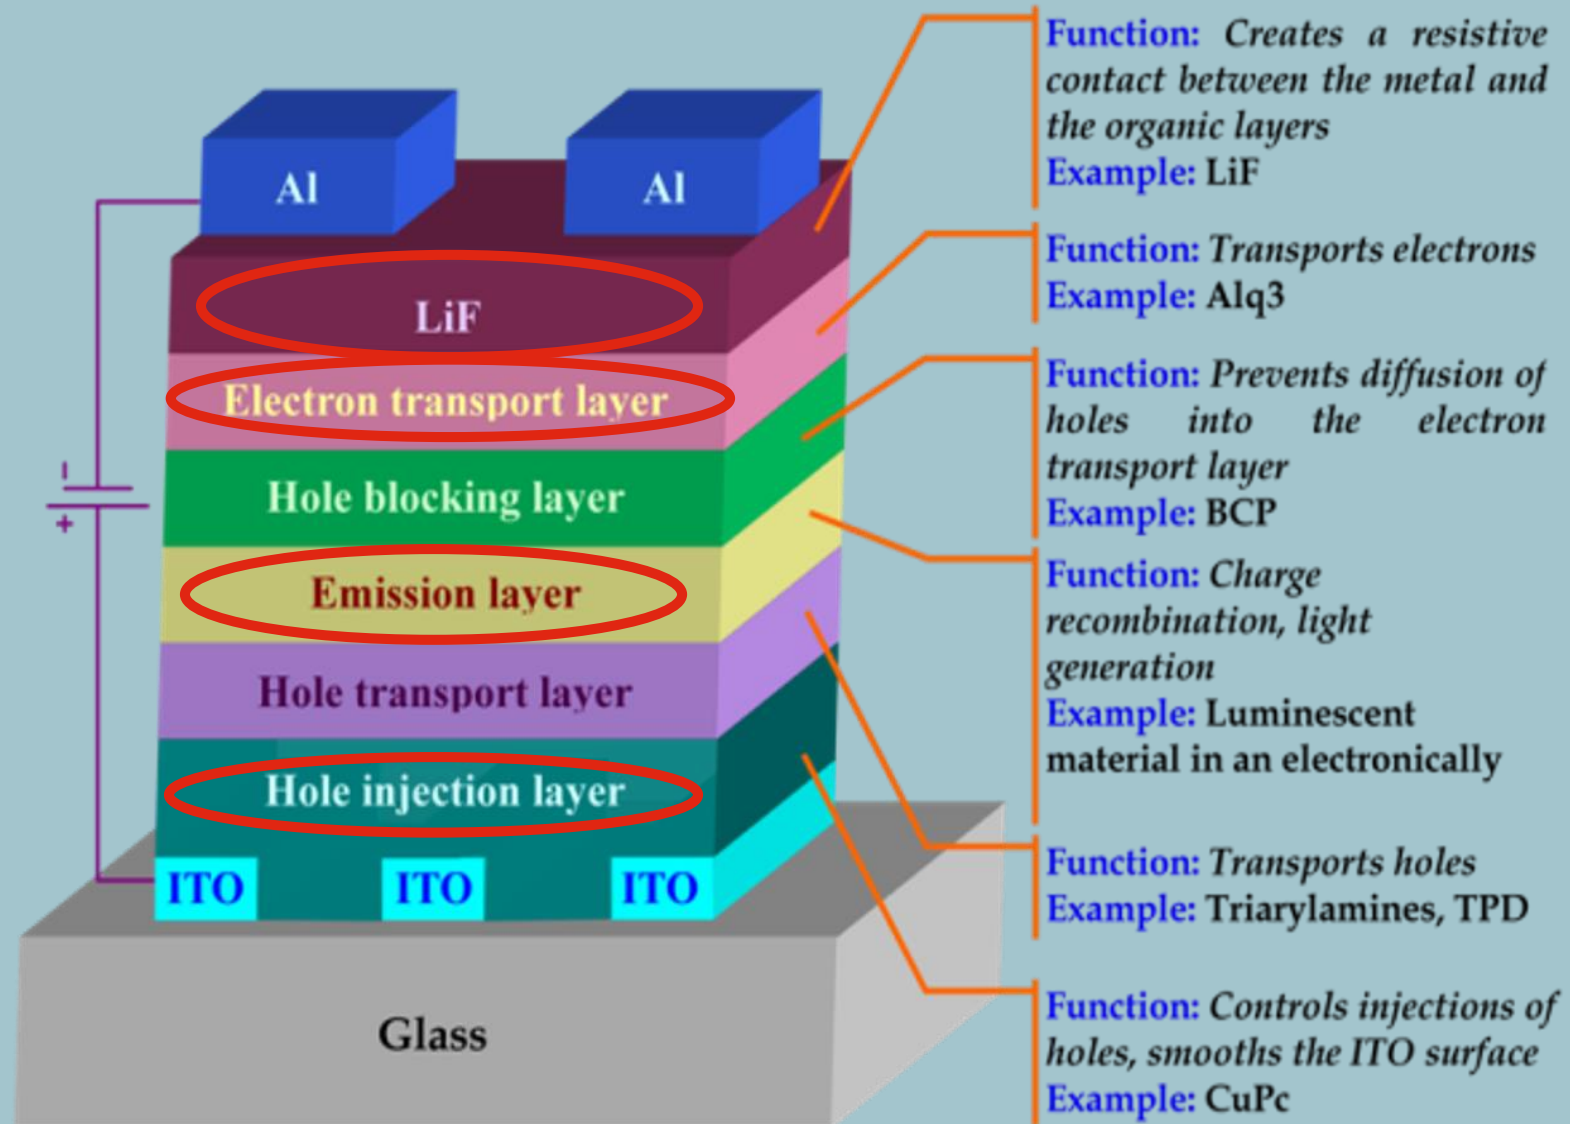 Al
Al
LiF
Electron transport layer
Hole blocking layer
Emission layer
Hole transport layer
Hole injection layer
ITO
ITO
ITO
Glass
-
+
Function: Creates a resistive
contact between the metal and
the organic layers
Example: LiF
Function: Transports electrons
Example: Alq3
Function: Prevents diffusion of
holes into the electron
transport layer
Example: BCP
Function: Charge
recombination, light
generation
Example: Luminescent
material in an electronically
Function: Transports holes
Example: Triarylamines, TPD
Function: Controls injections of
holes, smooths the ITO surface
Example: CuPc